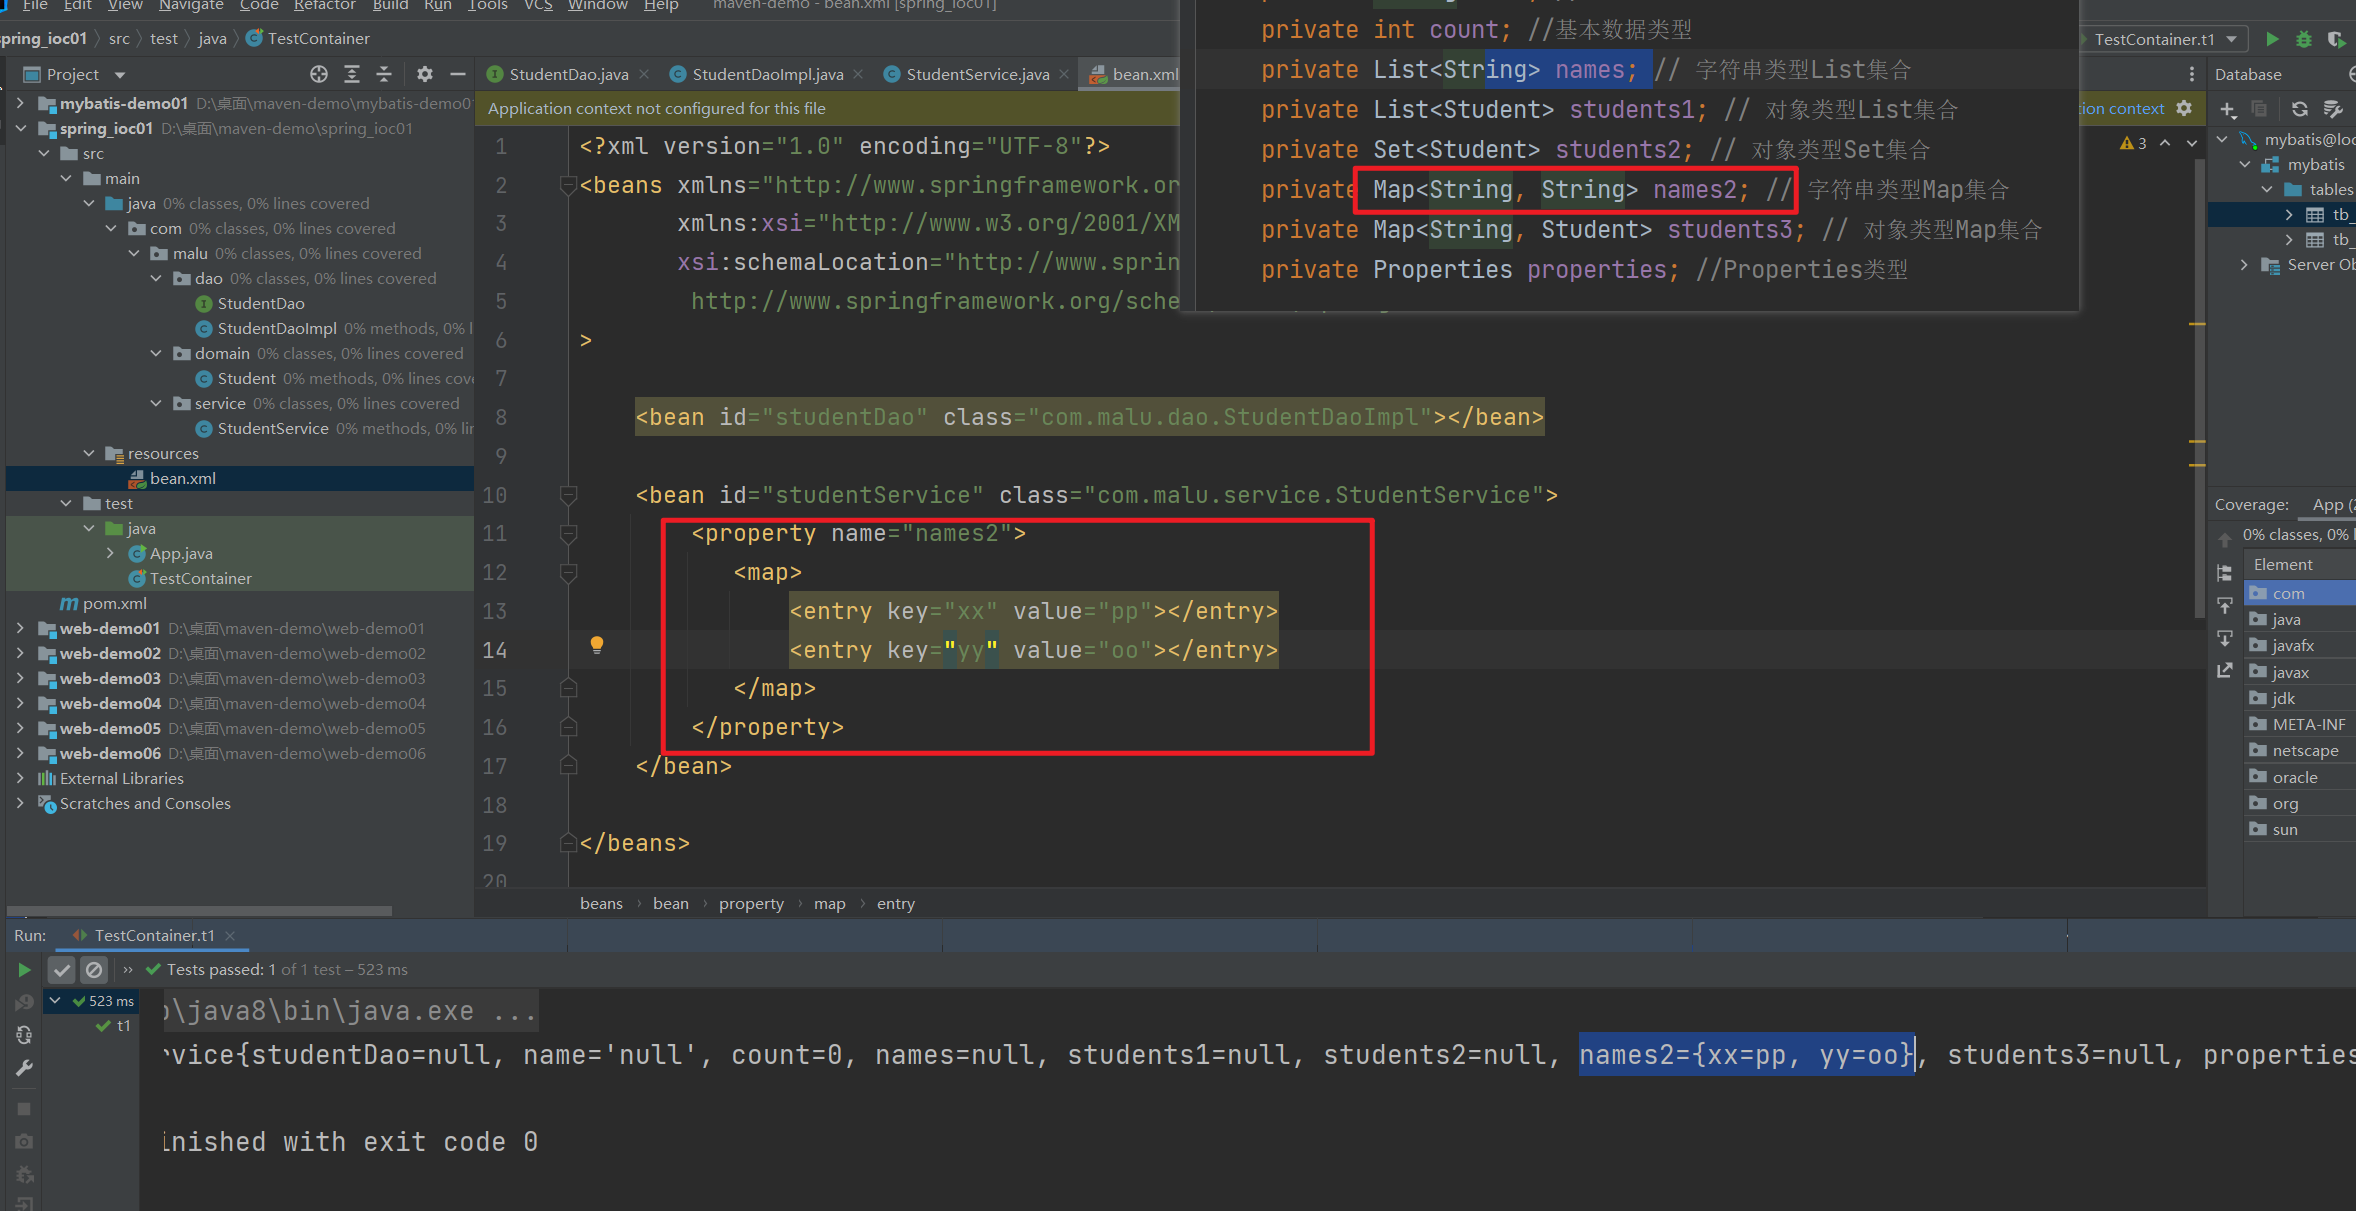 File Edit View Navigate Code Refactor Build Run Tools VCS Window Help maven-demo - bean.xml [spring_ioc01]
pring_ioc01 〉 src 〉 test 〉 java 〉 TestContainer
TestContainer.t1
Project
StudentDao.java × StudentDaoImpl.java × StudentService.java × bean.xml
Application context not configured for this file
ion context
3
mybatis-demo01 D:\桌面\maven-demo\mybatis-demo01
spring_ioc01 D:\桌面\maven-demo\spring_ioc01
src
main
java 0% classes, 0% lines covered
com 0% classes, 0% lines covered
malu 0% classes, 0% lines covered
dao 0% classes, 0% lines covered
StudentDao
StudentDaoImpl 0% methods, 0% l
domain 0% classes, 0% lines covered
Student 0% methods, 0% lines cov
service 0% classes, 0% lines covered
StudentService 0% methods, 0% lin
resources
bean.xml
test
java
App.java
TestContainer
pom.xml
web-demo01 D:\桌面\maven-demo\web-demo01
web-demo02 D:\桌面\maven-demo\web-demo02
web-demo03 D:\桌面\maven-demo\web-demo03
web-demo04 D:\桌面\maven-demo\web-demo04
web-demo05 D:\桌面\maven-demo\web-demo05
web-demo06 D:\桌面\maven-demo\web-demo06
External Libraries
Scratches and Consoles
private int count; //基本数据类型
private List<String> names; // 字符串类型List集合
private List<Student> students1; // 对象类型List集合
private Set<Student> students2; // 对象类型Set集合
private Map<String, String> names2; // 字符串类型Map集合
private Map<String, Student> students3; // 对象类型Map集合
private Properties properties; //Properties类型
1 <?xml version="1.0" encoding="UTF-8"?>
2 <beans xmlns="http://www.springframework.or
3 xmlns:xsi="http://www.w3.org/2001/XM
4 xsi:schemaLocation="http://www.sprin
5 http://www.springframework.org/sche
6 >
7
8 <bean id="studentDao" class="com.malu.dao.StudentDaoImpl"></bean>
9
10 <bean id="studentService" class="com.malu.service.StudentService">
11 <property name="names2">
12 <map>
13 <entry key="xx" value="pp"></entry>
14 <entry key="yy" value="oo"></entry>
15 </map>
16 </property>
17 </bean>
18
19 </beans>
20
beans 〉 bean 〉 property 〉 map 〉 entry
Database
mybatis@loc
mybatis
tables
tb_
tb_
Server Ob
Coverage: App (2
0% classes, 0% l
Element
com
java
javafx
javax
jdk
META-INF
netscape
oracle
org
sun
Run: TestContainer.t1 ×
Tests passed: 1 of 1 test – 523 ms
523 ms
t1
\java8\bin\java.exe ...
rvice{studentDao=null, name='null', count=0, names=null, students1=null, students2=null, names2={xx=pp, yy=oo}, students3=null, properties
inished with exit code 0